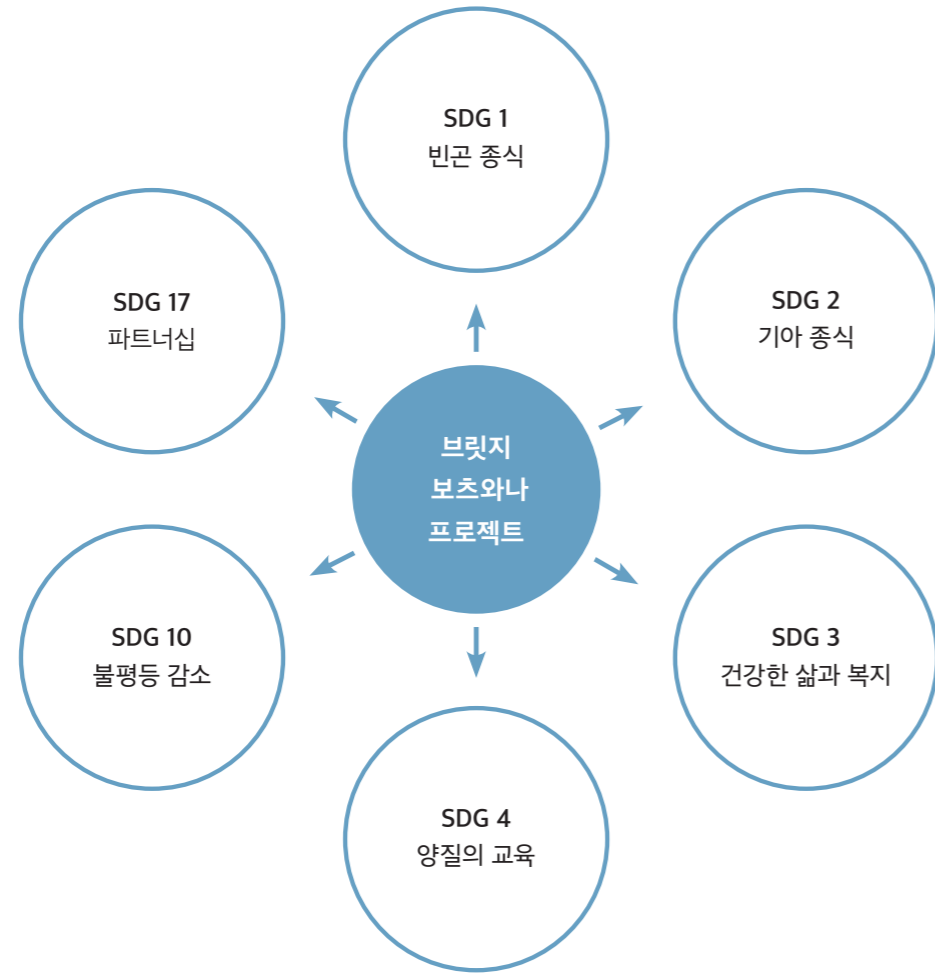 SDG 1
빈곤 종식
SDG 17
파트너십
SDG 2
기아 종식
브릿지
보츠와나
프로젝트
SDG 10
불평등 감소
SDG 3
건강한 삶과 복지
SDG 4
양질의 교육